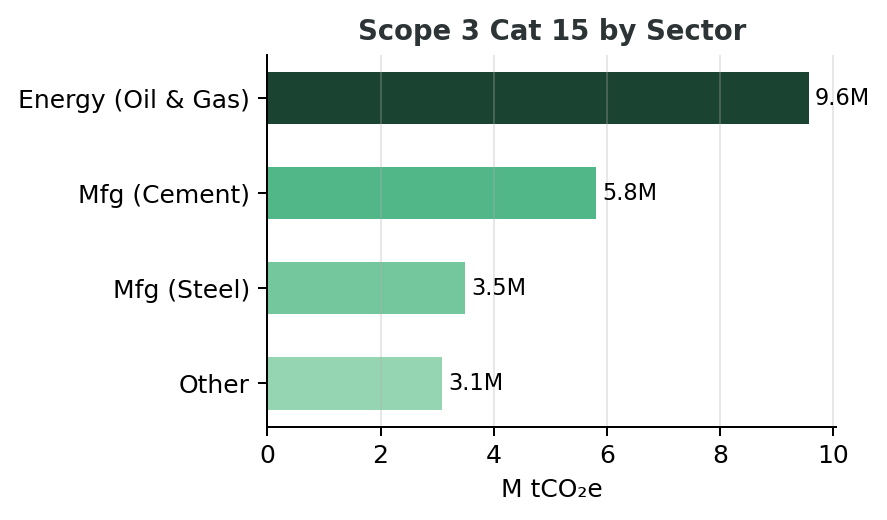 Scope 3 Cat 15 by Sector
Energy (Oil & Gas) 9.6M
Mfg (Cement) 5.8M
Mfg (Steel) 3.5M
Other 3.1M
0 2 4 6 8 10
M tCO₂e